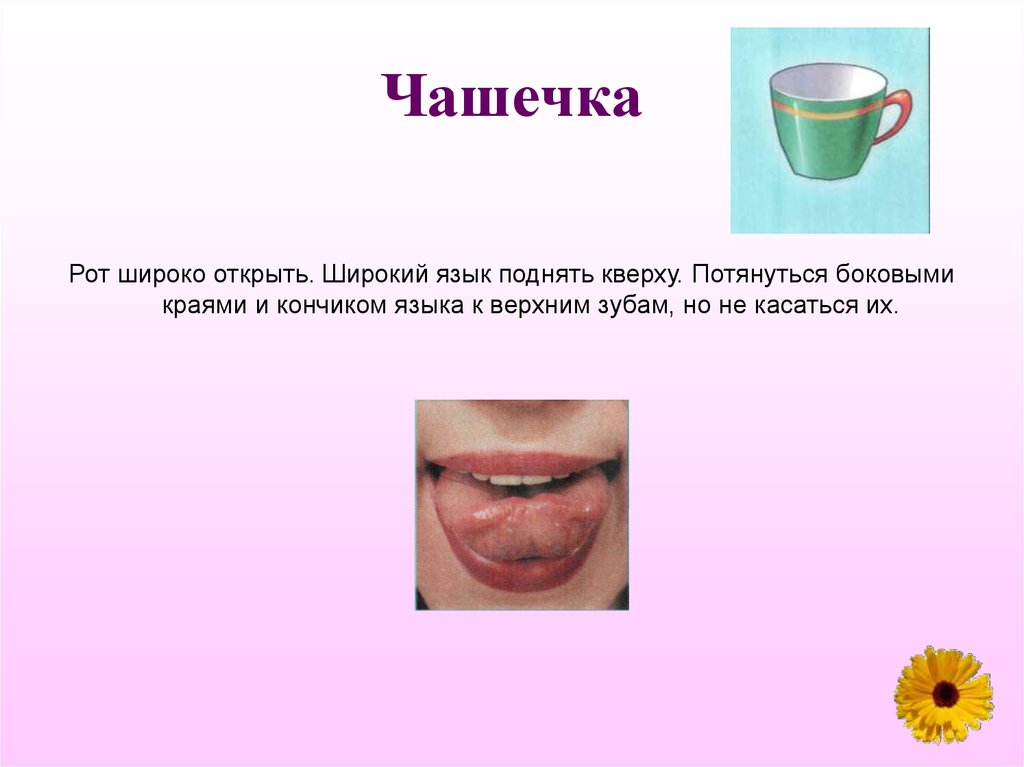 Чашечка
Рот широко открыть. Широкий язык поднять кверху. Потянуться боковыми
краями и кончиком языка к верхним зубам, но не касаться их.